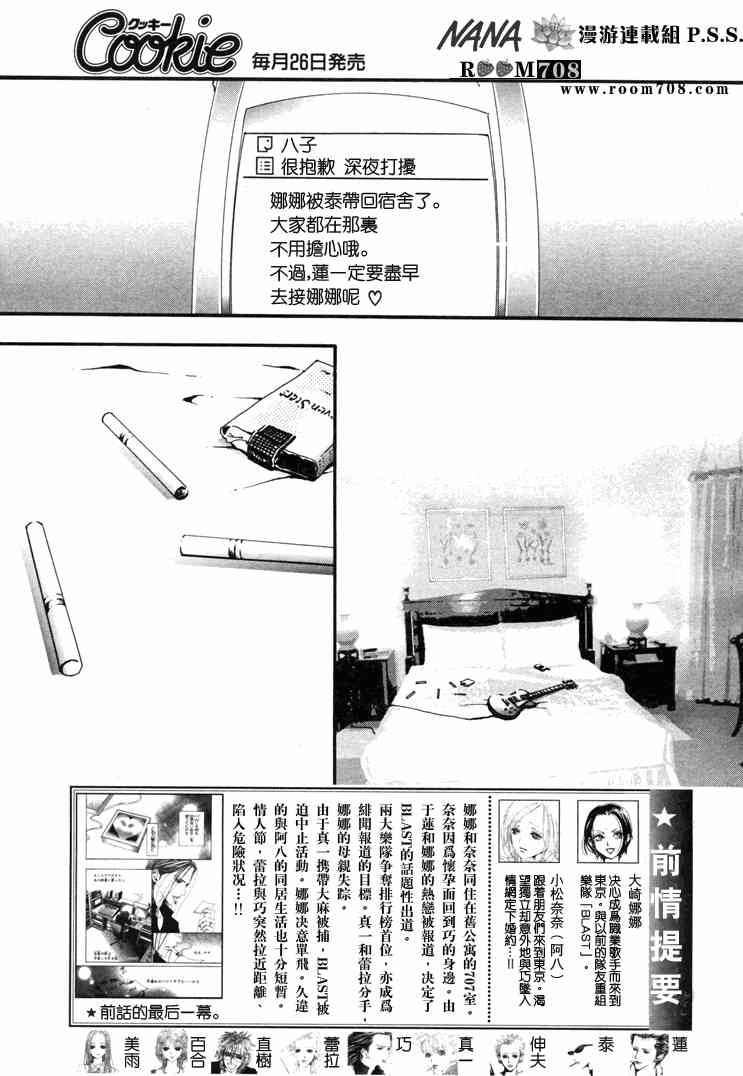 クッキー
Cookie
毎月26日発売
NANA 漫游連載組 P.S.S.
R M 708
www.room708.com
八子
很抱歉 深夜打擾
娜娜被泰帶回宿舍了。
大家都在那裏
不用擔心哦。
不過,蓮一定要盡早
去接娜娜呢 ♡
★前情提要
大崎娜娜
決心成爲職業歌手而來到
東京。與以前的隊友重組
樂隊「BLAST」。
小松奈奈（阿八）
跟着朋友們來到東京。渴
望獨立却意外地與巧墜入
情網定下婚約…!!
娜娜和奈奈同住在舊公寓的707室。
奈奈因爲懷孕而回到巧的身邊。由
于蓮和娜娜的熱戀被報道，決定了
BLAST的話題性出道。
兩大樂隊争奪排行榜首位，亦成爲
緋聞報道的目標。真一和蕾拉分手，
娜娜的母親失踪。
由于真一携帶大麻被捕，BLAST被
迫中止活動。娜娜決意單飛。久違
的與阿八的同居生活也十分短暫。
情人節，蕾拉與巧突然拉近距離、
陷人危險狀况…!!
★前話的最后一幕。
美雨
百合
直樹
蕾拉
巧
真一
伸夫
泰
蓮